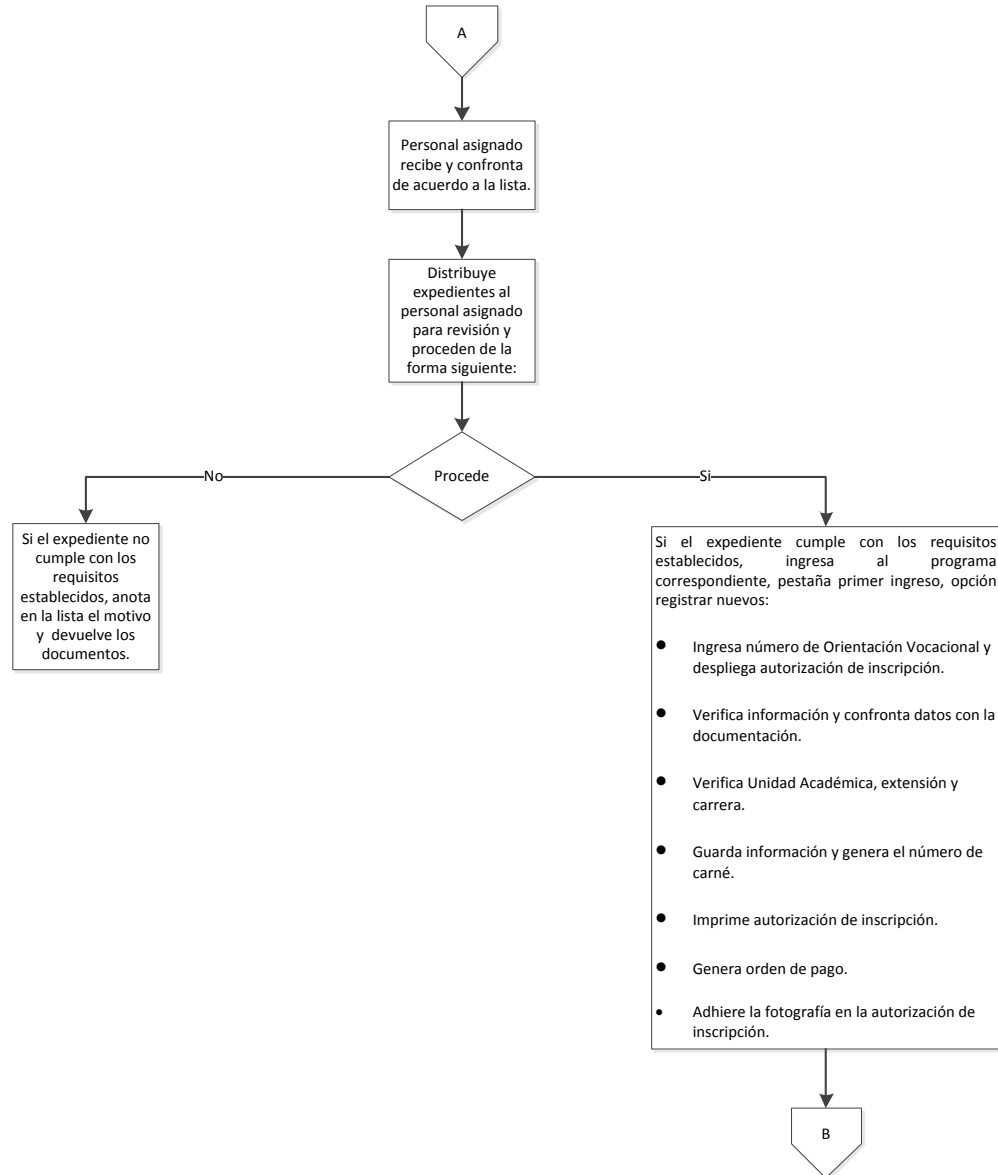 A
Personal asignado
recibe y confronta
de acuerdo a la lista.
Distribuye
expedientes al
personal asignado
para revisión y
proceden de la
forma siguiente:
Procede
No
Si
Si el expediente no
cumple con los
requisitos
establecidos, anota
en la lista el motivo
y devuelve los
documentos.
Si el expediente cumple con los requisitos
establecidos, ingresa al programa
correspondiente, pestaña primer ingreso, opción
registrar nuevos:
● Ingresa número de Orientación Vocacional y
despliega autorización de inscripción.
● Verifica información y confronta datos con la
documentación.
● Verifica Unidad Académica, extensión y
carrera.
● Guarda información y genera el número de
carné.
● Imprime autorización de inscripción.
● Genera orden de pago.
• Adhiere la fotografía en la autorización de
inscripción.
B